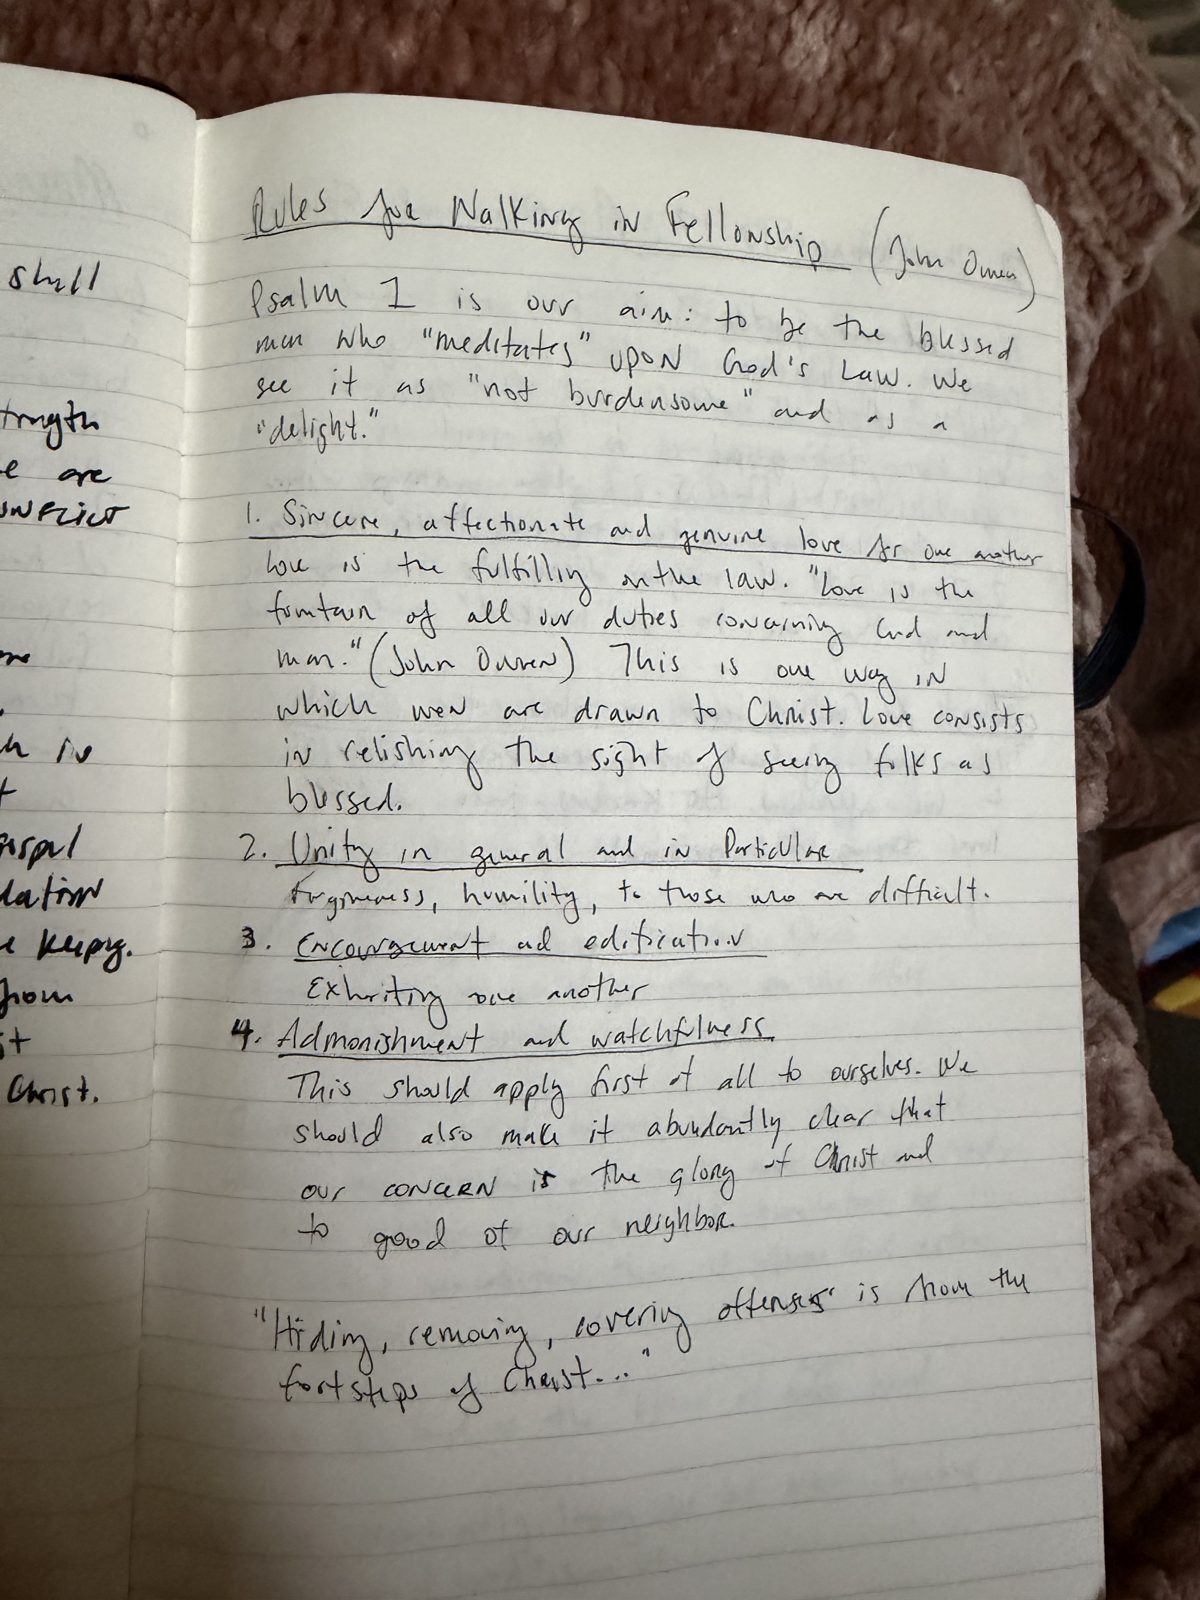 shall
trength
e are
ONFLICT
me
h in
t
gospel
dation
e keeping.
from
it
Christ.
Rules for Walking in Fellowship (John Owen)
Psalm 1 is our aim: to be the blessed
man who "meditates" upon God's Law. We
see it as "not burdensome" and as a
"delight."
1. Sincere, affectionate and genuine love for one another
Love is the fulfilling on the law. "Love is the
fountain of all our duties concerning God and
man." (John Owen) This is one way in
which men are drawn to Christ. Love consists
in relishing the sight of seeing folks as
blessed.
2. Unity in general and in Particular
Forgiveness, humility, to those who are difficult.
3. Encouragement and edification
Exhorting one another
4. Admonishment and watchfulness
This should apply first of all to ourselves. We
should also make it abundantly clear that
our concern is the glory of Christ and
to good of our neighbor.
"Hiding, removing, covering offenses" is from the
footsteps of Christ..."